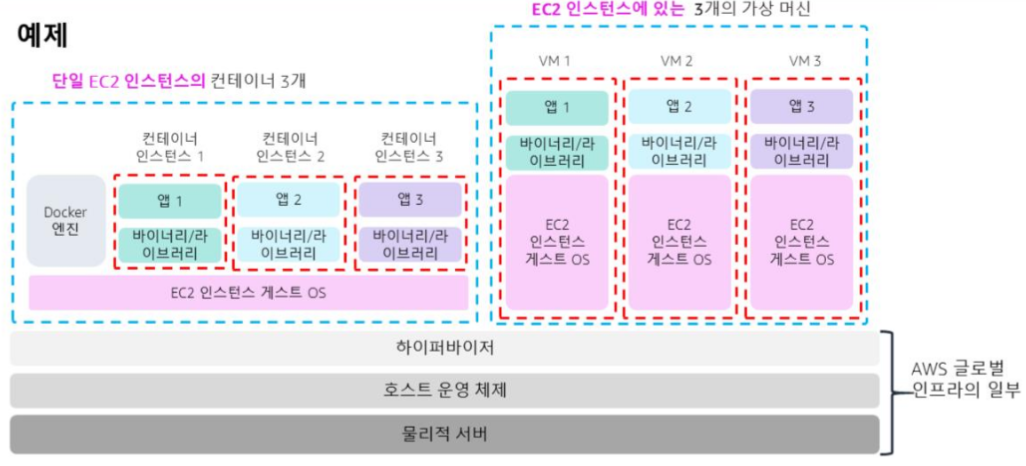 예제
단일 EC2 인스턴스의 컨테이너 3개
컨테이너
인스턴스 1
컨테이너
인스턴스 2
컨테이너
인스턴스 3
Docker
엔진
앱 1
바이너리/라
이브러리
앱 2
바이너리/라
이브러리
앱 3
바이너리/라
이브러리
EC2 인스턴스 게스트 OS
EC2 인스턴스에 있는 3개의 가상 머신
VM 1
앱 1
바이너리/라
이브러리
EC2
인스턴스
게스트 OS
VM 2
앱 2
바이너리/라
이브러리
EC2
인스턴스
게스트 OS
VM 3
앱 3
바이너리/라
이브러리
EC2
인스턴스
게스트 OS
하이퍼바이저
호스트 운영 체제
물리적 서버
AWS 글로벌
인프라의 일부